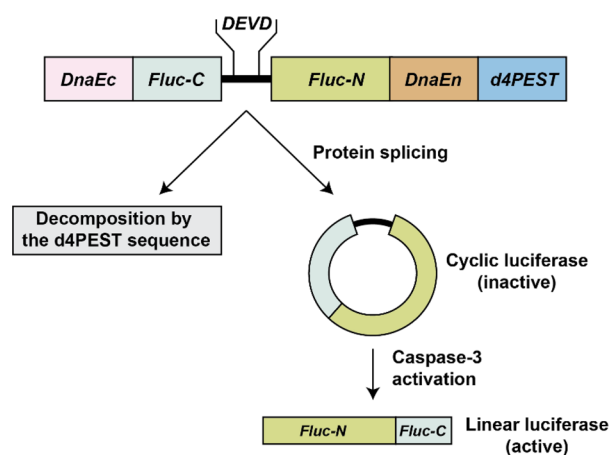 DEVD
DnaEc Fluc-C Fluc-N DnaEn d4PEST
Protein splicing
Decomposition by
the d4PEST sequence
Cyclic luciferase
(inactive)
Caspase-3
activation
Fluc-N Fluc-C
Linear luciferase
(active)